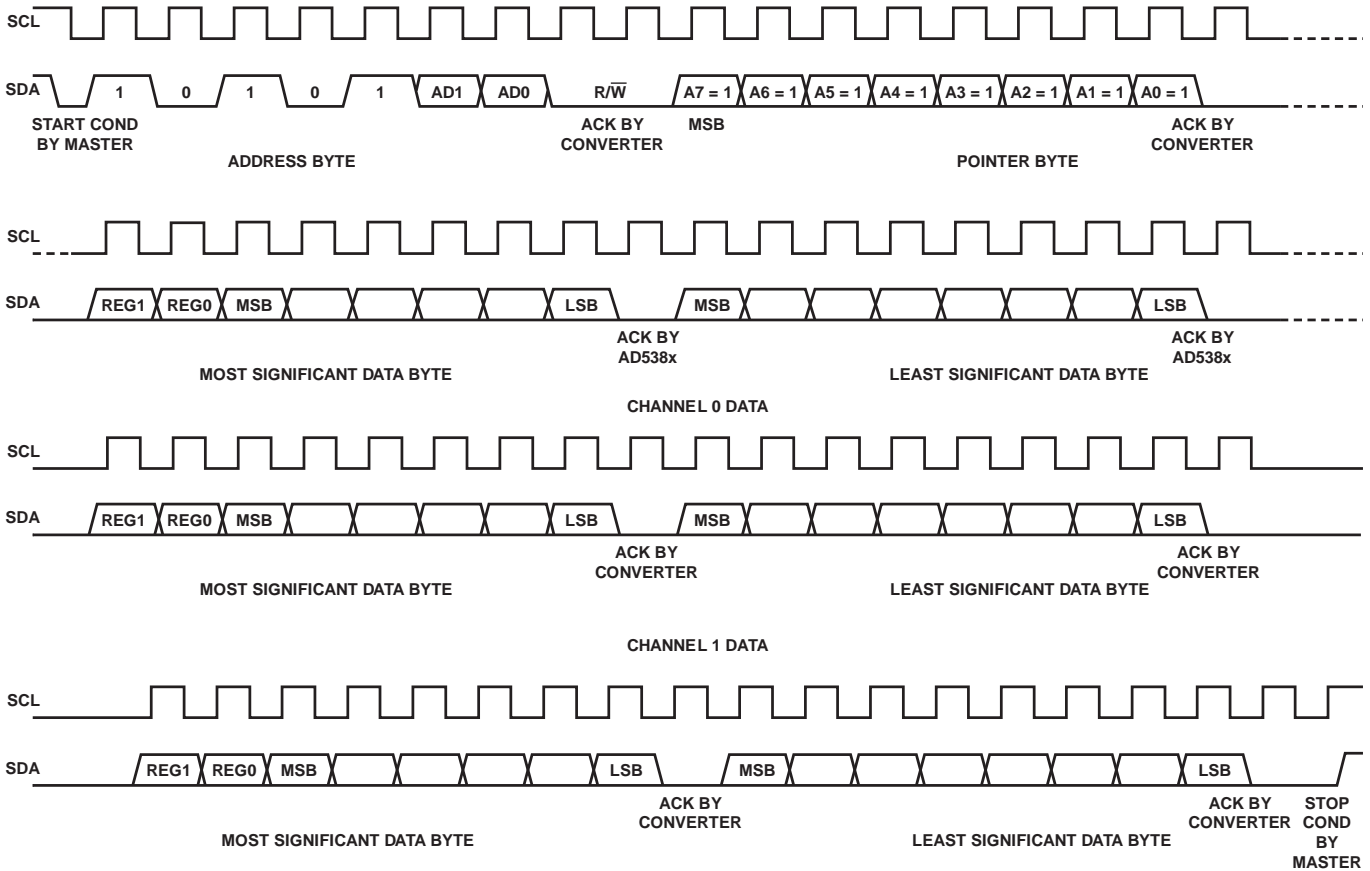 SCL
SDA 1 0 1 0 1 AD1 AD0 R/W̅ A7 = 1 A6 = 1 A5 = 1 A4 = 1 A3 = 1 A2 = 1 A1 = 1 A0 = 1
START COND
BY MASTER
ACK BY
CONVERTER
MSB
ACK BY
CONVERTER
ADDRESS BYTE
POINTER BYTE
SCL
SDA REG1 REG0 MSB LSB MSB LSB
ACK BY
AD538x
ACK BY
AD538x
MOST SIGNIFICANT DATA BYTE
LEAST SIGNIFICANT DATA BYTE
CHANNEL 0 DATA
SCL
SDA REG1 REG0 MSB LSB MSB LSB
ACK BY
CONVERTER
ACK BY
CONVERTER
MOST SIGNIFICANT DATA BYTE
LEAST SIGNIFICANT DATA BYTE
CHANNEL 1 DATA
SCL
SDA REG1 REG0 MSB LSB MSB LSB
ACK BY
CONVERTER
ACK BY
CONVERTER
STOP
COND
BY
MASTER
MOST SIGNIFICANT DATA BYTE
LEAST SIGNIFICANT DATA BYTE